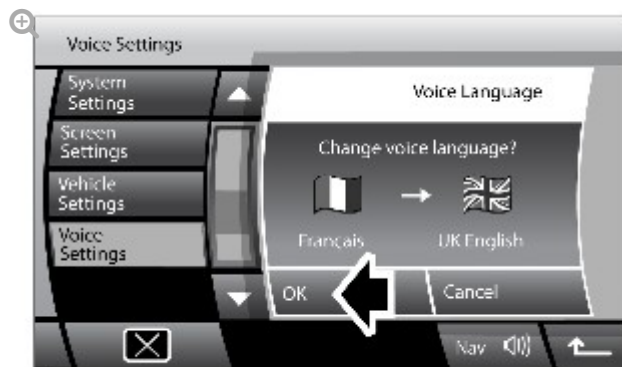 Voice Settings
System
Settings
Screen
Settings
Vehicle
Settings
Voice
Settings
Voice Language
Change voice language?
Français
UK English
OK
Cancel
Nav